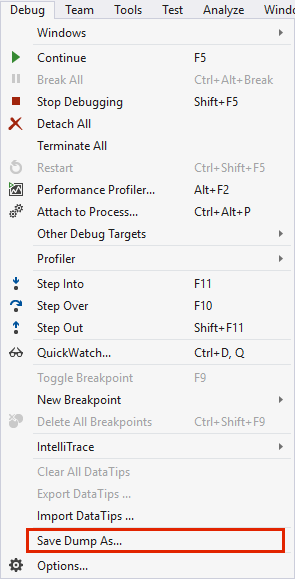 Debug Team Tools Test Analyze Windo
Windows
Continue F5
Break All Ctrl+Alt+Break
Stop Debugging Shift+F5
Detach All
Terminate All
Restart Ctrl+Shift+F5
Performance Profiler... Alt+F2
Attach to Process... Ctrl+Alt+P
Other Debug Targets
Profiler
Step Into F11
Step Over F10
Step Out Shift+F11
QuickWatch... Ctrl+D, Q
Toggle Breakpoint F9
New Breakpoint
Delete All Breakpoints Ctrl+Shift+F9
IntelliTrace
Clear All DataTips
Export DataTips ...
Import DataTips ...
Save Dump As...
Options...